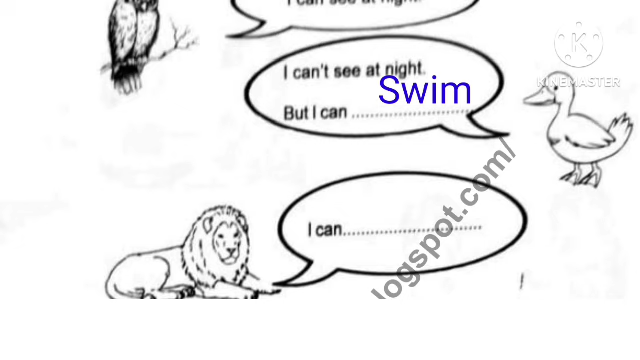 I can see at night.
I can't see at night.
Swim
But I can ........................
KINEMASTER
I can..............................
logspot.com/